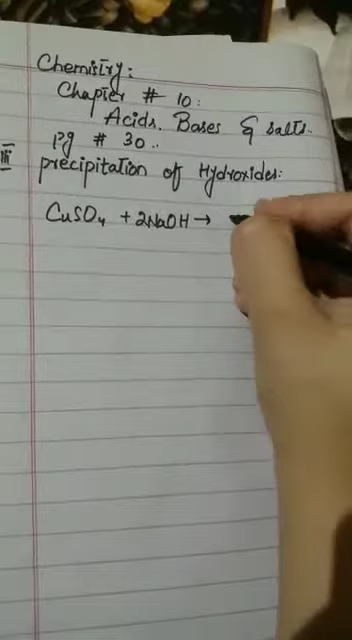 Chemistry:
Chapter # 10:
Acids, Bases & salts.
pg # 30..
iii precipitation of Hydroxides:
CuSO₄ + 2NaOH →